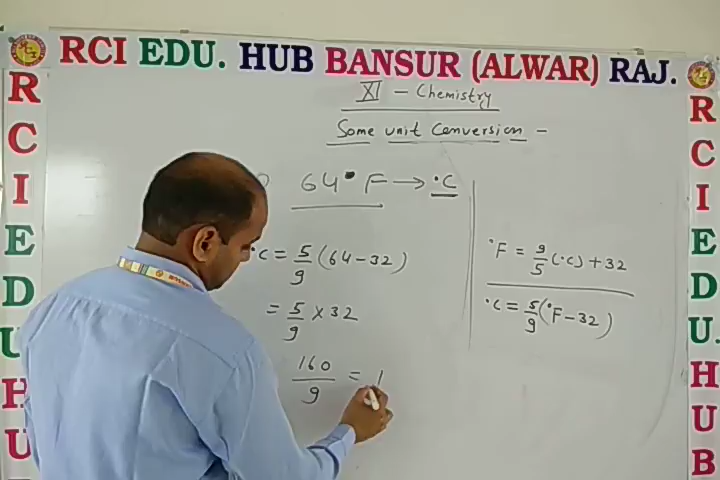 RCI EDU. HUB BANSUR (ALWAR) RAJ.
XI - Chemistry
Some unit Conversion -
64°F → °C
°C = 5/9 (64-32)
= 5/9 × 32
160/9 = 1
°F = 9/5 (°C) + 32
°C = 5/9 (°F - 32)
R
C
I
E
D
U
H
U
R
C
I
E
D
U.
H
U
B